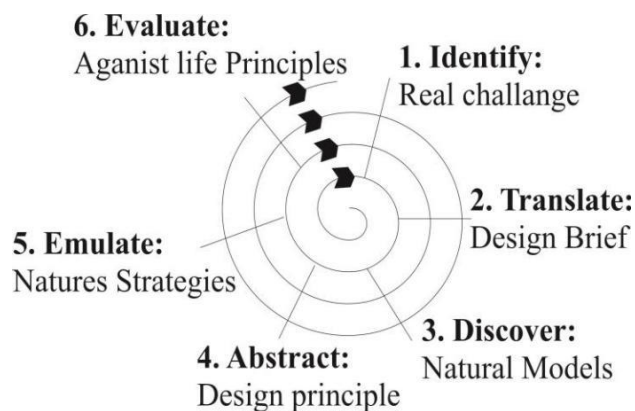 6. Evaluate:
Aganist life Principles
1. Identify:
Real challange
2. Translate:
Design Brief
3. Discover:
Natural Models
4. Abstract:
Design principle
5. Emulate:
Natures Strategies